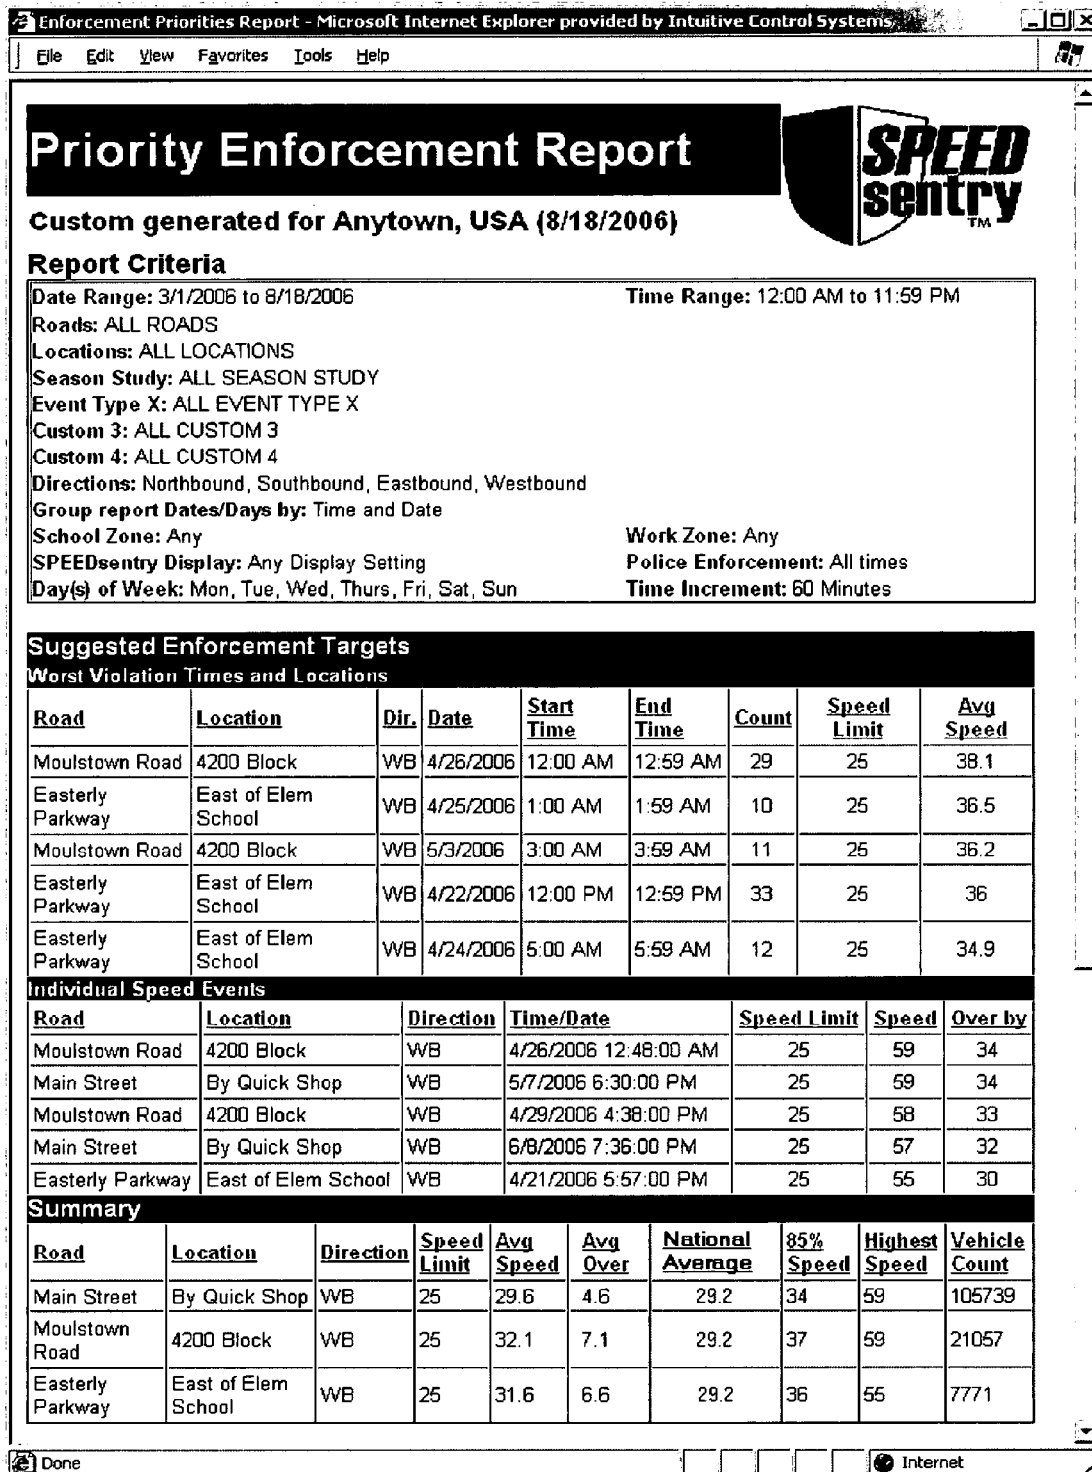 Enforcement Priorities Report - Microsoft Internet Explorer provided by Intuitive Control Systems
File Edit View Favorites Tools Help
Priority Enforcement Report
SPEED
sentry
TM
Custom generated for Anytown, USA (8/18/2006)
Report Criteria
Date Range: 3/1/2006 to 8/18/2006 Time Range: 12:00 AM to 11:59 PM
Roads: ALL ROADS
Locations: ALL LOCATIONS
Season Study: ALL SEASON STUDY
Event Type X: ALL EVENT TYPE X
Custom 3: ALL CUSTOM 3
Custom 4: ALL CUSTOM 4
Directions: Northbound, Southbound, Eastbound, Westbound
Group report Dates/Days by: Time and Date
School Zone: Any Work Zone: Any
SPEEDsentry Display: Any Display Setting Police Enforcement: All times
Day(s) of Week: Mon, Tue, Wed, Thurs, Fri, Sat, Sun Time Increment: 60 Minutes
Suggested Enforcement Targets
Worst Violation Times and Locations
Road Location Dir. Date Start Time End Time Count Speed Limit Avg Speed
Moulstown Road 4200 Block WB 4/26/2006 12:00 AM 12:59 AM 29 25 38.1
Easterly Parkway East of Elem School WB 4/25/2006 1:00 AM 1:59 AM 10 25 36.5
Moulstown Road 4200 Block WB 5/3/2006 3:00 AM 3:59 AM 11 25 36.2
Easterly Parkway East of Elem School WB 4/22/2006 12:00 PM 12:59 PM 33 25 36
Easterly Parkway East of Elem School WB 4/24/2006 5:00 AM 5:59 AM 12 25 34.9
Individual Speed Events
Road Location Direction Time/Date Speed Limit Speed Over by
Moulstown Road 4200 Block WB 4/26/2006 12:48:00 AM 25 59 34
Main Street By Quick Shop WB 5/7/2006 6:30:00 PM 25 59 34
Moulstown Road 4200 Block WB 4/29/2006 4:38:00 PM 25 58 33
Main Street By Quick Shop WB 6/8/2006 7:36:00 PM 25 57 32
Easterly Parkway East of Elem School WB 4/21/2006 5:57:00 PM 25 55 30
Summary
Road Location Direction Speed Limit Avg Speed Avg Over National Average 85% Speed Highest Speed Vehicle Count
Main Street By Quick Shop WB 25 29.6 4.6 29.2 34 59 105739
Moulstown Road 4200 Block WB 25 32.1 7.1 29.2 37 59 21057
Easterly Parkway East of Elem School WB 25 31.6 6.6 29.2 36 55 7771
Done Internet